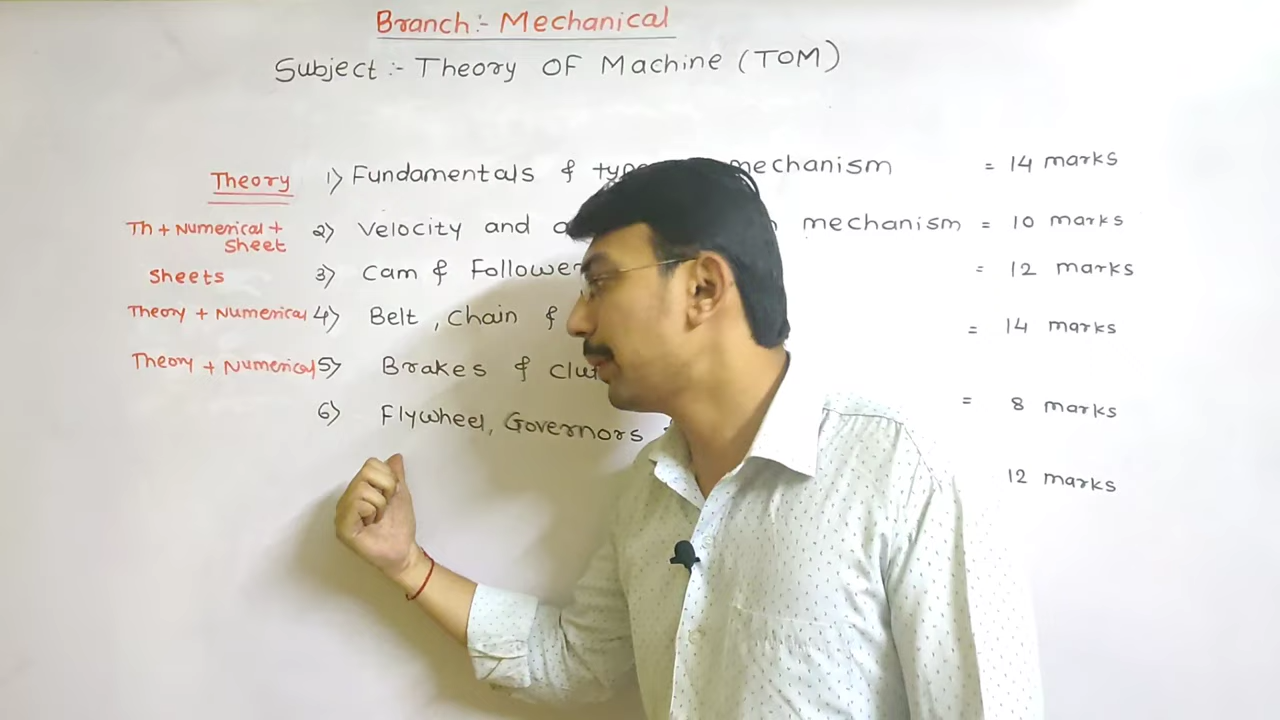 Branch:- Mechanical
Subject:- Theory OF Machine (TOM)
Theory 1) Fundamentals & mechanism = 14 marks
Th + Numerical + Sheet 2) Velocity and mechanism = 10 marks
Sheets 3) Cam & Follower = 12 marks
Theory + Numerical 4) Belt, Chain & = 14 marks
Theory + Numerical 5) Brakes & = 8 marks
6) Flywheel, Governors 12 marks